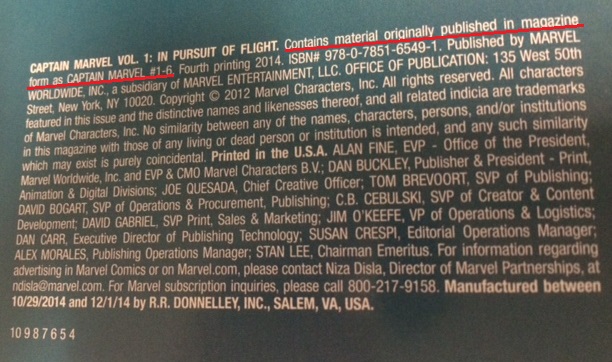 CAPTAIN MARVEL VOL. 1: IN PURSUIT OF FLIGHT. Contains material originally published in magazine
form as CAPTAIN MARVEL #1-6. Fourth printing 2014. ISBN# 978-0-7851-6549-1. Published by MARVEL
WORLDWIDE, INC., a subsidiary of MARVEL ENTERTAINMENT, LLC. OFFICE OF PUBLICATION: 135 West 50th
Street, New York, NY 10020. Copyright © 2012 Marvel Characters, Inc. All rights reserved. All characters
featured in this issue and the distinctive names and likenesses thereof, and all related indicia are trademarks
of Marvel Characters, Inc. No similarity between any of the names, characters, persons, and/or institutions
in this magazine with those of any living or dead person or institution is intended, and any such similarity
which may exist is purely coincidental. Printed in the U.S.A. ALAN FINE, EVP - Office of the President,
Marvel Worldwide, Inc. and EVP & CMO Marvel Characters B.V.; DAN BUCKLEY, Publisher & President - Print,
Animation & Digital Divisions; JOE QUESADA, Chief Creative Officer; TOM BREVOORT, SVP of Publishing;
DAVID BOGART, SVP of Operations & Procurement, Publishing; C.B. CEBULSKI, SVP of Creator & Content
Development; DAVID GABRIEL, SVP Print, Sales & Marketing; JIM O'KEEFE, VP of Operations & Logistics;
DAN CARR, Executive Director of Publishing Technology; SUSAN CRESPI, Editorial Operations Manager;
ALEX MORALES, Publishing Operations Manager; STAN LEE, Chairman Emeritus. For information regarding
advertising in Marvel Comics or on Marvel.com, please contact Niza Disla, Director of Marvel Partnerships, at
ndisla@marvel.com. For Marvel subscription inquiries, please call 800-217-9158. Manufactured between
10/29/2014 and 12/1/14 by R.R. DONNELLEY, INC., SALEM, VA, USA.
10 9 8 7 6 5 4